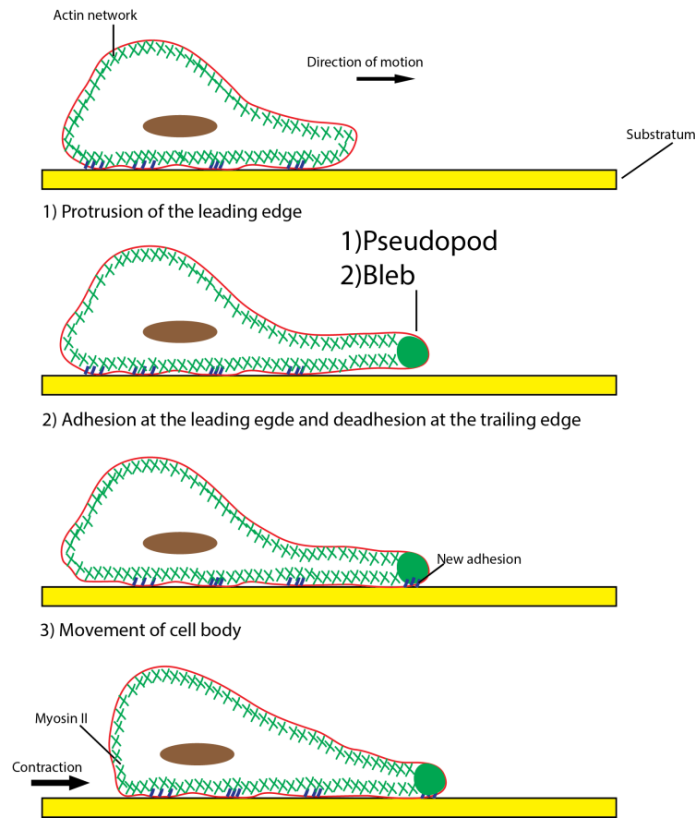 Actin network
Direction of motion
Substratum
1) Protrusion of the leading edge
1)Pseudopod
2)Bleb
2) Adhesion at the leading egde and deadhesion at the trailing edge
New adhesion
3) Movement of cell body
Myosin II
Contraction